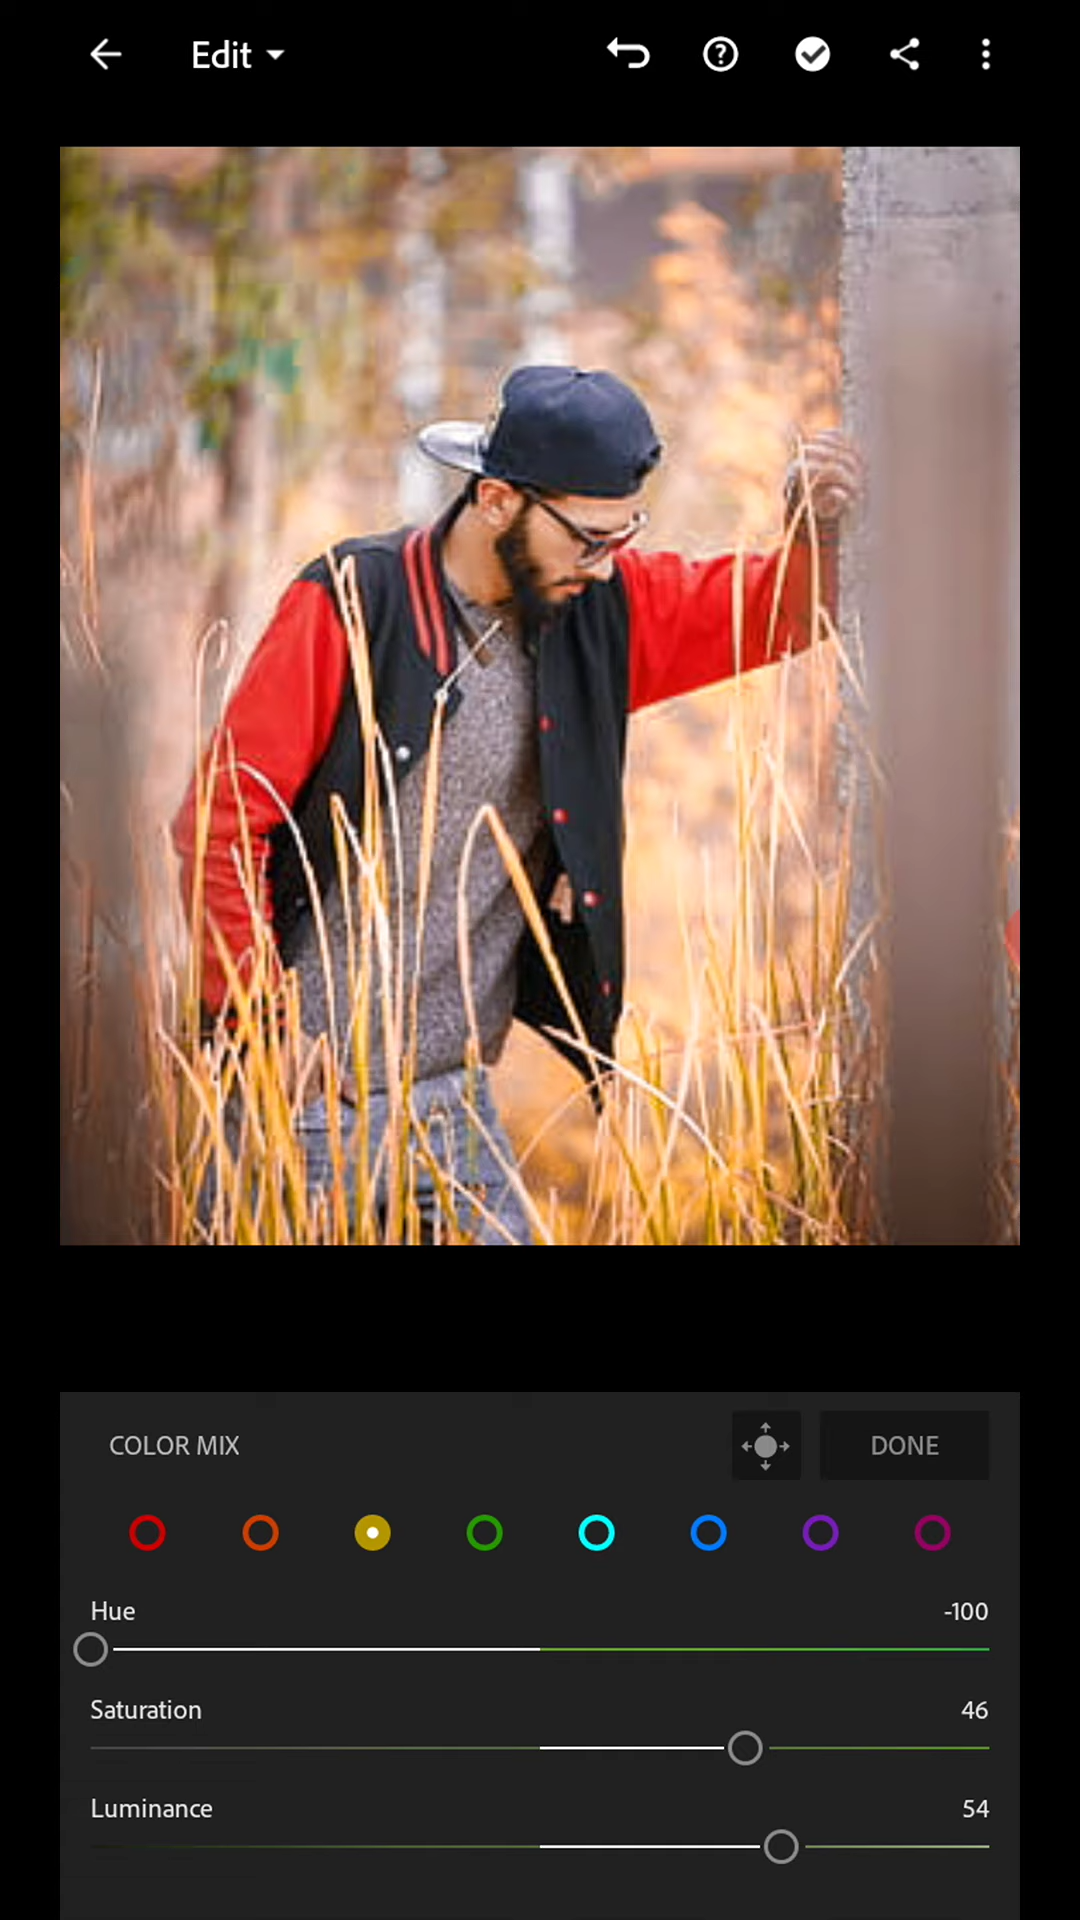 Edit
COLOR MIX
DONE
Hue
-100
Saturation
46
Luminance
54